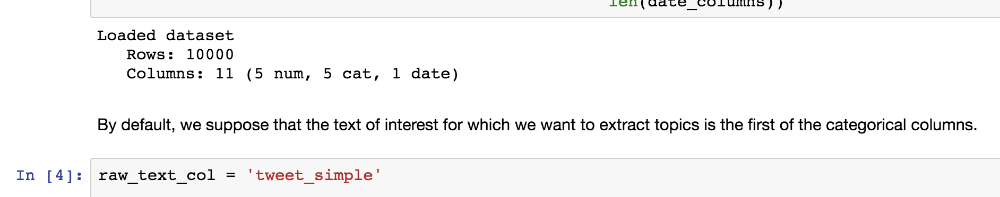 len(date_columns))
Loaded dataset
Rows: 10000
Columns: 11 (5 num, 5 cat, 1 date)
By default, we suppose that the text of interest for which we want to extract topics is the first of the categorical columns.
In [4]: raw_text_col = 'tweet_simple'